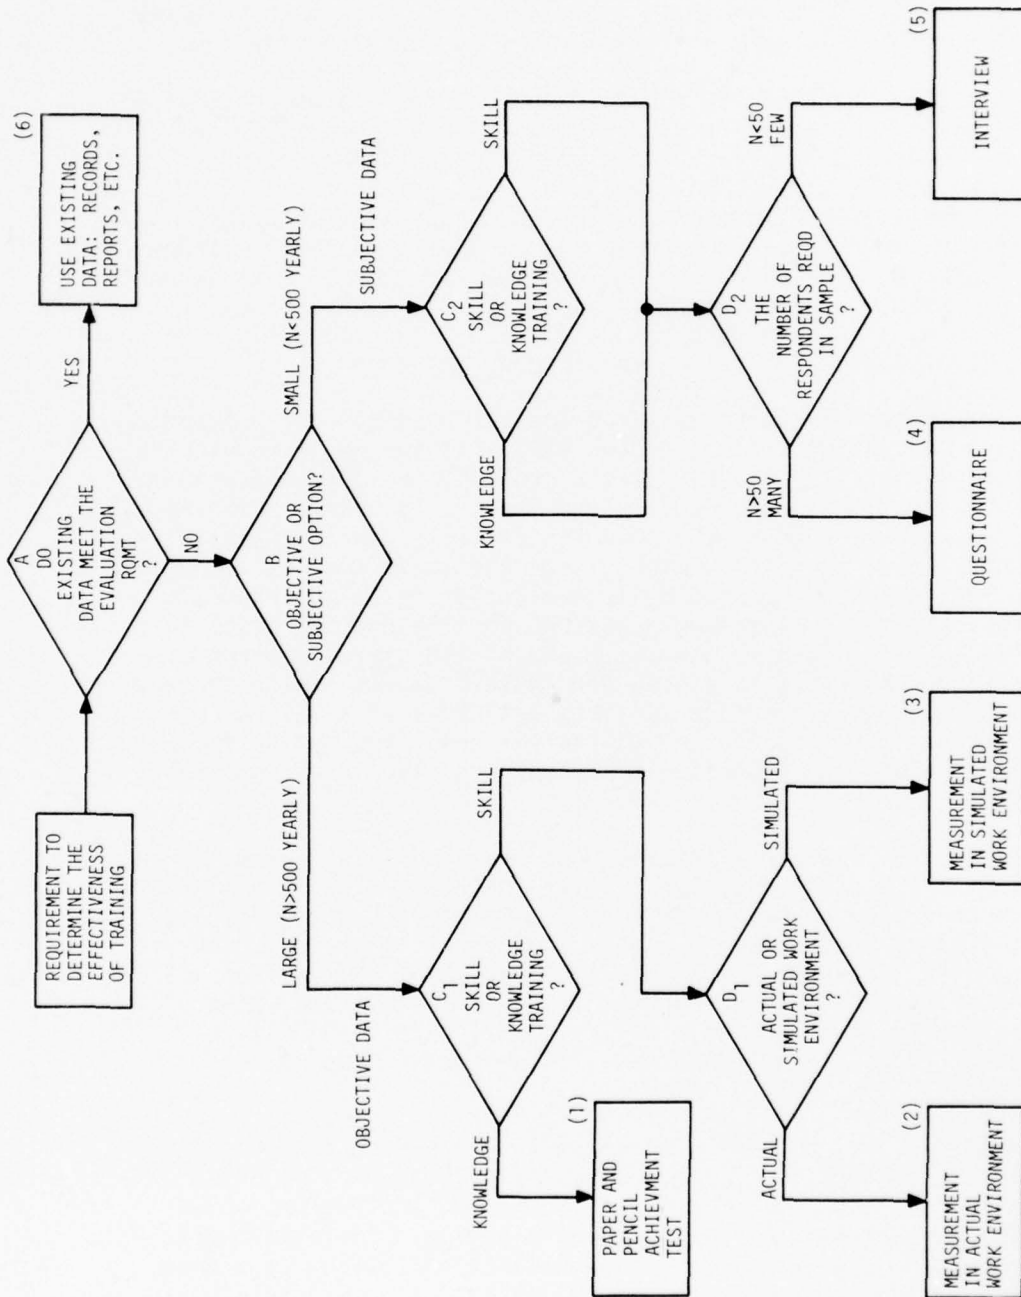 REQUIREMENT TO
DETERMINE THE
EFFECTIVENESS
OF TRAINING
A
DO
EXISTING
DATA MEET THE
EVALUATION
RQMT
?
YES
(6)
USE EXISTING
DATA: RECORDS,
REPORTS, ETC.
NO
B
OBJECTIVE OR
SUBJECTIVE OPTION?
LARGE (N>500 YEARLY)
SMALL (N<500 YEARLY)
OBJECTIVE DATA
SUBJECTIVE DATA
C1
SKILL
OR
KNOWLEDGE
TRAINING
?
KNOWLEDGE
SKILL
C2
SKILL
OR
KNOWLEDGE
TRAINING
?
KNOWLEDGE
SKILL
(1)
PAPER AND
PENCIL
ACHIEVMENT
TEST
D1
ACTUAL OR
SIMULATED WORK
ENVIRONMENT
?
ACTUAL
SIMULATED
D2
THE
NUMBER OF
RESPONDENTS REQD
IN SAMPLE
?
N>50
MANY
N<50
FEW
(2)
MEASUREMENT
IN ACTUAL
WORK ENVIRONMENT
(3)
MEASUREMENT
IN SIMULATED
WORK ENVIRONMENT
(4)
QUESTIONNAIRE
(5)
INTERVIEW